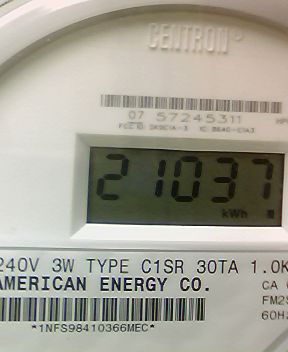 CENTRON®
07 57245311
21037
kWh
240V 3W TYPE C1SR 30TA 1.0K
AMERICAN ENERGY CO.
CA
FM2S
60HZ
*1NFS98410366MEC*